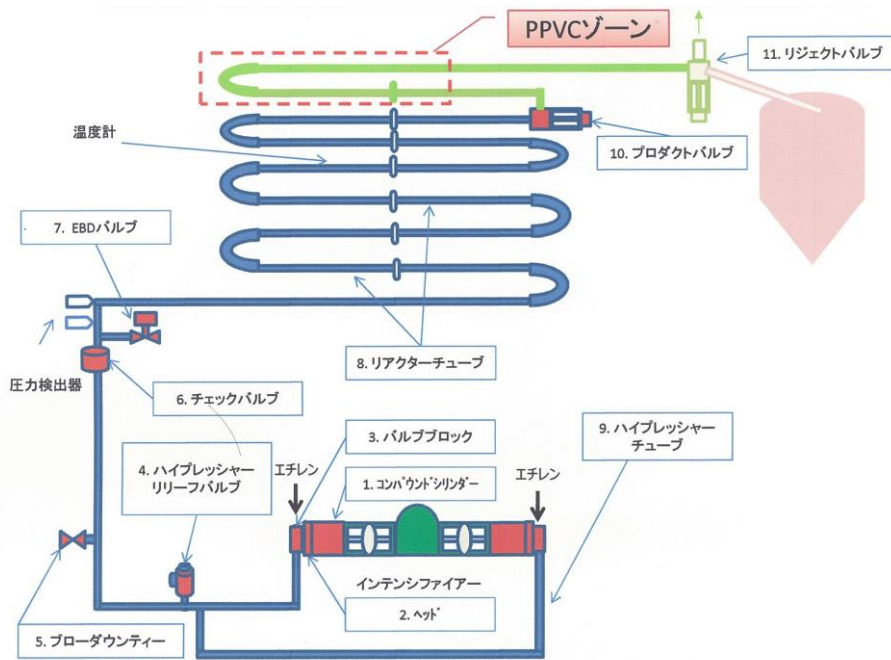 PPVCゾーン
11. リジェクトバルブ
温度計
10. プロダクトバルブ
7. EBDバルブ
8. リアクターチューブ
圧力検出器
6. チェックバルブ
3. バルブブロック
9. ハイプレッシャー
チューブ
4. ハイプレッシャー
リリーフバルブ
エチレン
1. コンパウンドシリンダー
エチレン
インテンシファイアー
2. ヘッド
5. ブローダウンティー